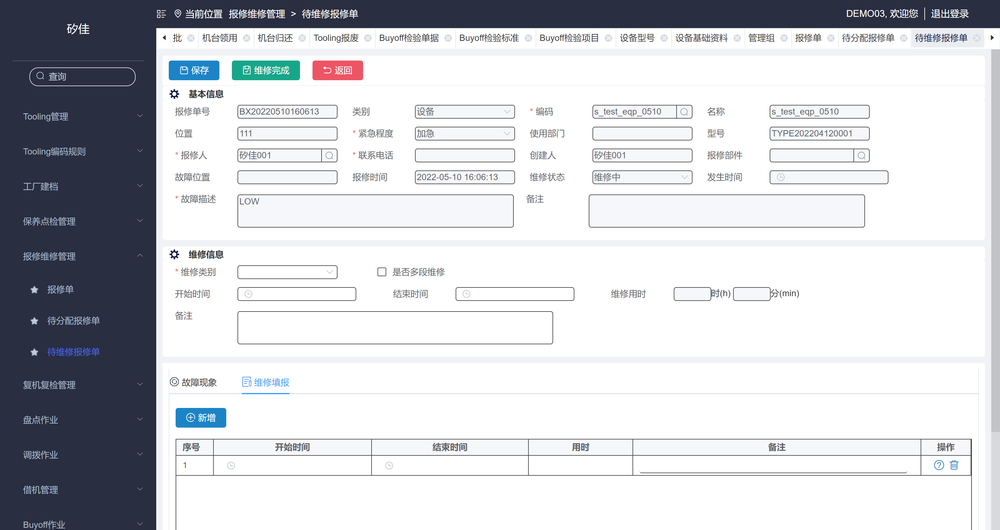 矽佳
查询
Tooling管理
Tooling编码规则
工厂建档
保养点检管理
报修维修管理
报修单
待分配报修单
待维修报修单
复机复检管理
盘点作业
调拨作业
借机管理
Buyoff作业
当前位置 报修维修管理 > 待维修报修单
DEMO03, 欢迎您 退出登录
批 机台领用 机台归还 Tooling报废 Buyoff检验单据 Buyoff检验标准 Buyoff检验项目 设备型号 设备基础资料 管理组 报修单 待分配报修单 待维修报修单
保存 维修完成 返回
基本信息
报修单号 BX20220510160613 类别 设备 * 编码 s_test_eqp_0510 名称 s_test_eqp_0510
位置 111 * 紧急程度 加急 使用部门 型号 TYPE202204120001
* 报修人 矽佳001 * 联系电话 创建人 矽佳001 报修部件
故障位置 报修时间 2022-05-10 16:06:13 维修状态 维修中 发生时间
* 故障描述 LOW 备注
维修信息
* 维修类别 是否多段维修
开始时间 结束时间 维修用时 时(h) 分(min)
备注
故障现象 维修填报
新增
序号 开始时间 结束时间 用时 备注 操作
1